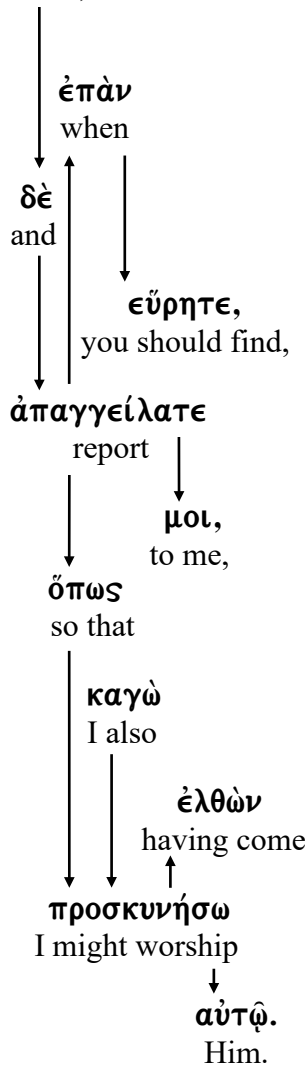 ἐπὰν
when
δὲ
and
εὕρητε,
you should find,
ἀπαγγείλατε
report
μοι,
to me,
ὅπως
so that
καγὼ
I also
ἐλθὼν
having come
προσκυνήσω
I might worship
αὐτῷ.
Him.